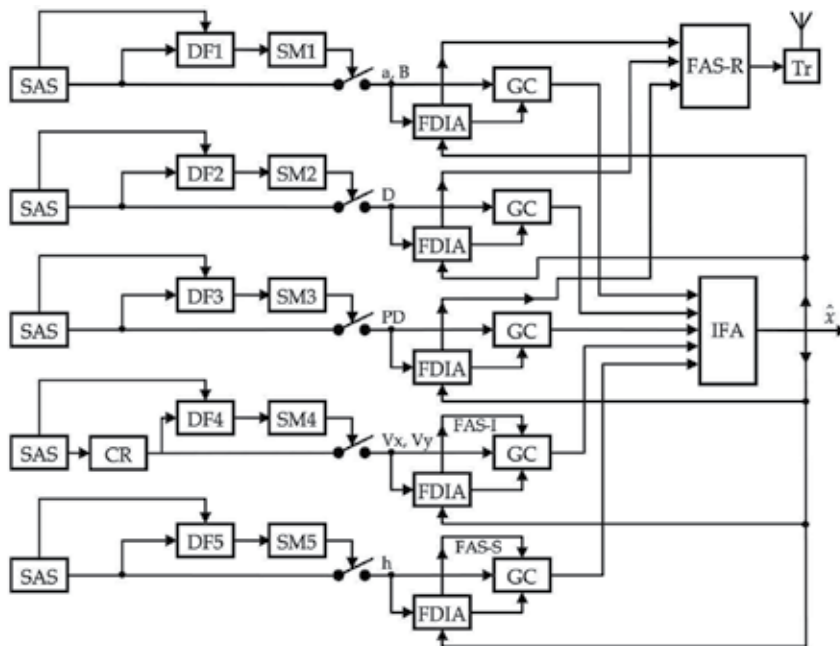 DF1 SM1
FAS-R
Tr
SAS
a, B
GC
FDIA
DF2 SM2
SAS
D
GC
FDIA
DF3 SM3
SAS
PD
GC
FDIA
IFA
x̂
DF4 SM4
FAS-I
SAS CR
Vx, Vy
GC
FDIA
DF5 SM5
FAS-S
SAS
h
GC
FDIA